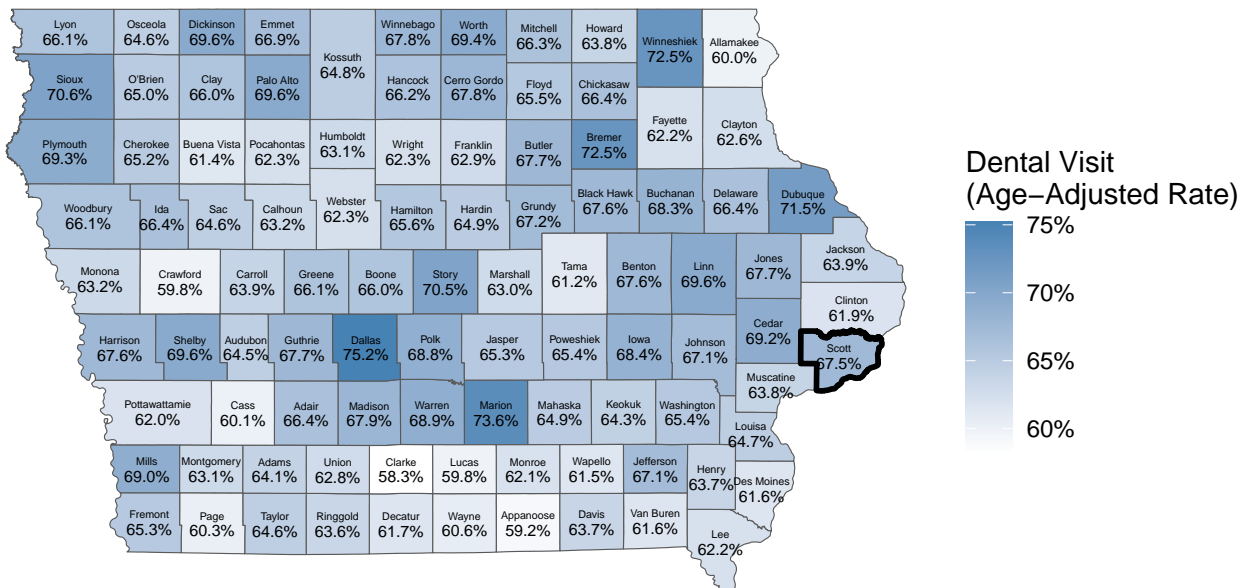 Lyon
66.1%
Osceola
64.6%
Dickinson
69.6%
Emmet
66.9%
Kossuth
64.8%
Winnebago
67.8%
Worth
69.4%
Mitchell
66.3%
Howard
63.8%
Winneshiek
72.5%
Allamakee
60.0%
Sioux
70.6%
O'Brien
65.0%
Clay
66.0%
Palo Alto
69.6%
Hancock
66.2%
Cerro Gordo
67.8%
Floyd
65.5%
Chickasaw
66.4%
Fayette
62.2%
Clayton
62.6%
Plymouth
69.3%
Cherokee
65.2%
Buena Vista
61.4%
Pocahontas
62.3%
Humboldt
63.1%
Wright
62.3%
Franklin
62.9%
Butler
67.7%
Bremer
72.5%
Woodbury
66.1%
Ida
66.4%
Sac
64.6%
Calhoun
63.2%
Webster
62.3%
Hamilton
65.6%
Hardin
64.9%
Grundy
67.2%
Black Hawk
67.6%
Buchanan
68.3%
Delaware
66.4%
Dubuque
71.5%
Monona
63.2%
Crawford
59.8%
Carroll
63.9%
Greene
66.1%
Boone
66.0%
Story
70.5%
Marshall
63.0%
Tama
61.2%
Benton
67.6%
Linn
69.6%
Jones
67.7%
Jackson
63.9%
Clinton
61.9%
Harrison
67.6%
Shelby
69.6%
Audubon
64.5%
Guthrie
67.7%
Dallas
75.2%
Polk
68.8%
Jasper
65.3%
Poweshiek
65.4%
Iowa
68.4%
Johnson
67.1%
Cedar
69.2%
Scott
67.5%
Muscatine
63.8%
Pottawattamie
62.0%
Cass
60.1%
Adair
66.4%
Madison
67.9%
Warren
68.9%
Marion
73.6%
Mahaska
64.9%
Keokuk
64.3%
Washington
65.4%
Louisa
64.7%
Mills
69.0%
Montgomery
63.1%
Adams
64.1%
Union
62.8%
Clarke
58.3%
Lucas
59.8%
Monroe
62.1%
Wapello
61.5%
Jefferson
67.1%
Henry
63.7%
Des Moines
61.6%
Fremont
65.3%
Page
60.3%
Taylor
64.6%
Ringgold
63.6%
Decatur
61.7%
Wayne
60.6%
Appanoose
59.2%
Davis
63.7%
Van Buren
61.6%
Lee
62.2%
Dental Visit
(Age−Adjusted Rate)
75%
70%
65%
60%